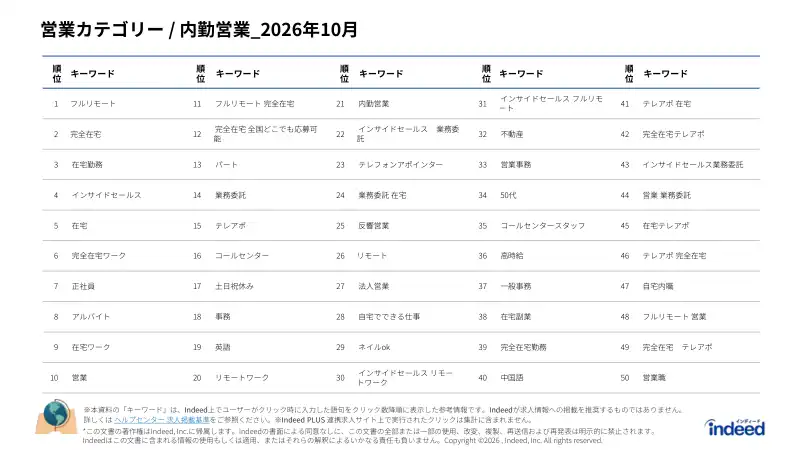 営業カテゴリー / 内勤営業_2026年10月
順位 キーワード 順位 キーワード 順位 キーワード 順位 キーワード 順位 キーワード
1 フルリモート 11 フルリモート 完全在宅 21 内勤営業 31 インサイドセールス フルリモート 41 テレアポ 在宅
2 完全在宅 12 完全在宅 全国どこでも応募可能 22 インサイドセールス　業務委託 32 不動産 42 完全在宅テレアポ
3 在宅勤務 13 パート 23 テレフォンアポインター 33 営業事務 43 インサイドセールス業務委託
4 インサイドセールス 14 業務委託 24 業務委託 在宅 34 50代 44 営業 業務委託
5 在宅 15 テレアポ 25 反響営業 35 コールセンタースタッフ 45 在宅テレアポ
6 完全在宅ワーク 16 コールセンター 26 リモート 36 高時給 46 テレアポ 完全在宅
7 正社員 17 土日祝休み 27 法人営業 37 一般事務 47 自宅内職
8 アルバイト 18 事務 28 自宅でできる仕事 38 在宅副業 48 フルリモート 営業
9 在宅ワーク 19 英語 29 ネイルok 39 完全在宅勤務 49 完全在宅　テレアポ
10 営業 20 リモートワーク 30 インサイドセールス リモートワーク 40 中国語 50 営業職
※本資料の「キーワード」は、Indeed上でユーザーがクリック時に入力した語句をクリック数降順に表示した参考情報です。Indeedが求人情報への掲載を推奨するものではありません。
詳しくは ヘルプセンター 求人掲載基準をご参照ください。※Indeed PLUS 連携求人サイト上で実行されたクリックは集計に含まれません。
*この文書の著作権はIndeed, Inc.に帰属します。Indeedの書面による同意なしに、この文書の全部または一部の使用、改変、複製、再送信および再発表は明示的に禁止されます。
Indeedはこの文書に含まれる情報の使用もしくは適用、またはそれらの解釈によるいかなる責任も負いません。Copyright ©2026 , Indeed, Inc. All rights reserved.
インディード
indeed